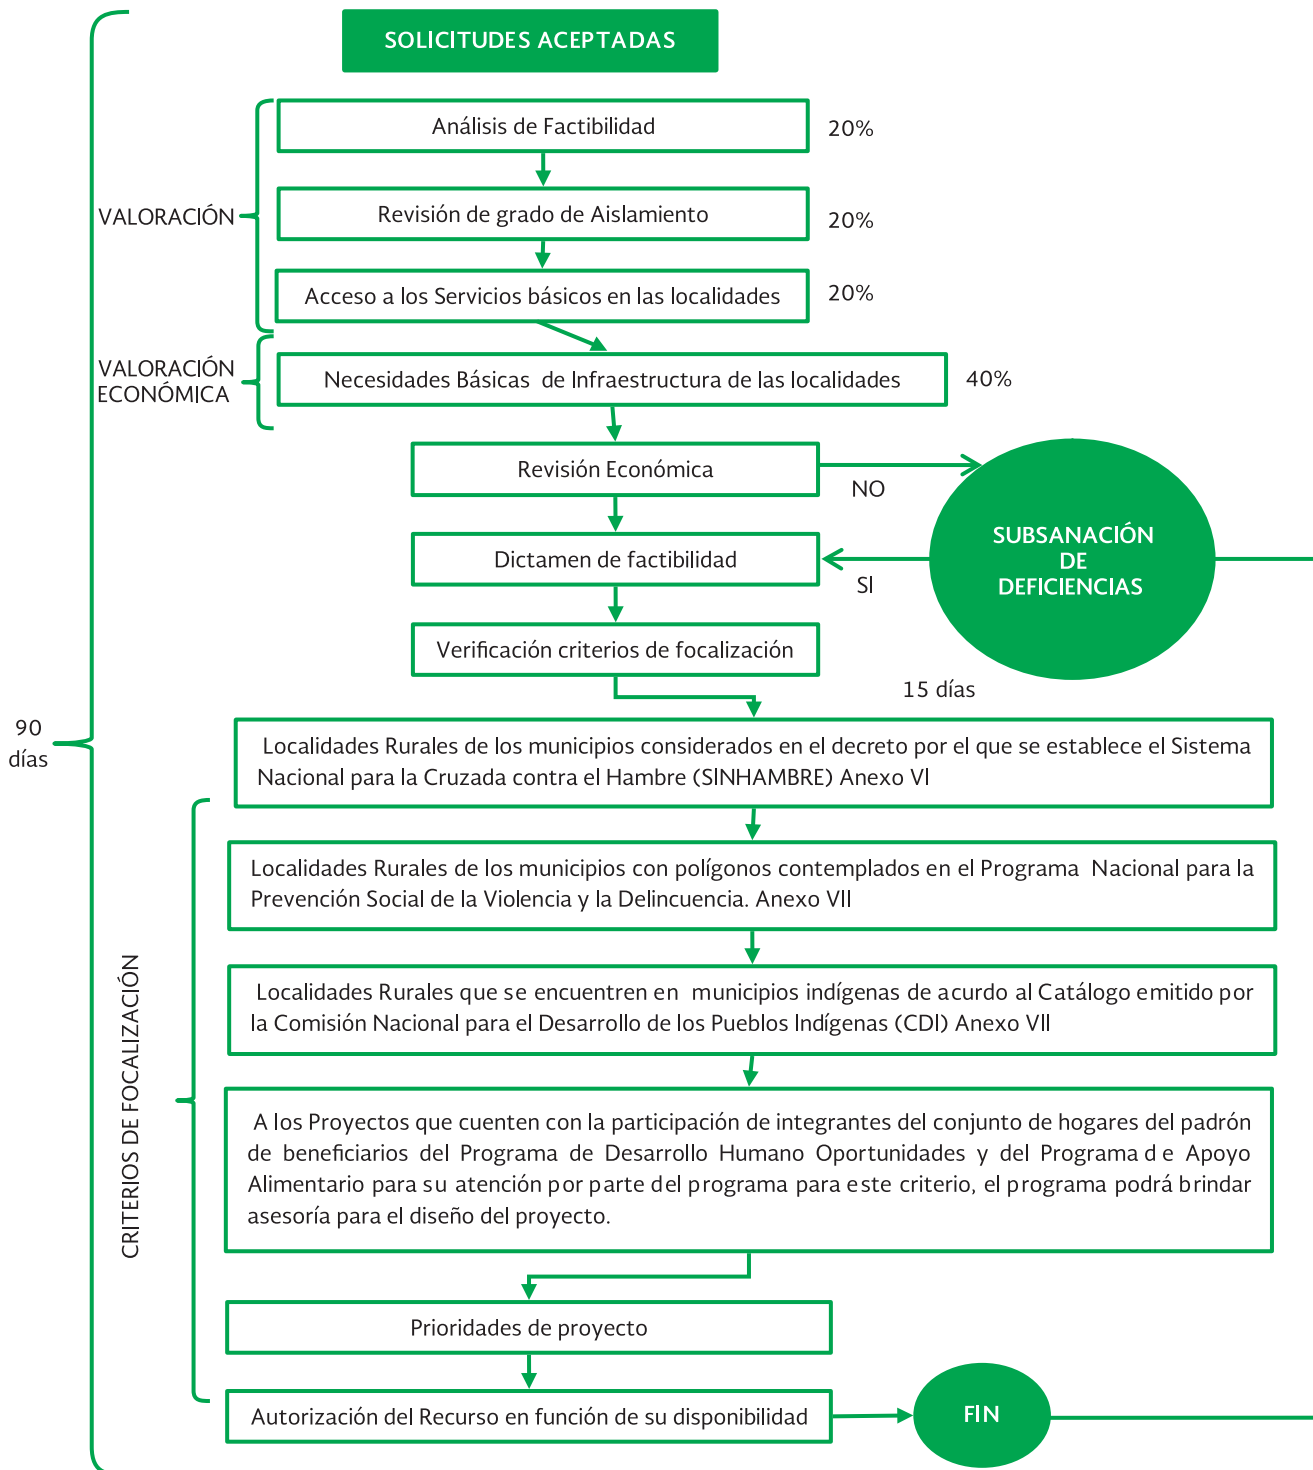 SOLICITUDES ACEPTADAS
Análisis de Factibilidad
20%
VALORACIÓN
Revisión de grado de Aislamiento
20%
Acceso a los Servicios básicos en las localidades
20%
VALORACIÓN
ECONÓMICA
Necesidades Básicas de Infraestructura de las localidades
40%
Revisión Económica
NO
SUBSANACIÓN
DE
DEFICIENCIAS
Dictamen de factibilidad
SI
Verificación criterios de focalización
15 días
90
días
Localidades Rurales de los municipios considerados en el decreto por el que se establece el Sistema
Nacional para la Cruzada contra el Hambre (SINHAMBRE) Anexo VI
CRITERIOS DE FOCALIZACIÓN
Localidades Rurales de los municipios con polígonos contemplados en el Programa Nacional para la
Prevención Social de la Violencia y la Delincuencia. Anexo VII
Localidades Rurales que se encuentren en municipios indígenas de acurdo al Catálogo emitido por
la Comisión Nacional para el Desarrollo de los Pueblos Indígenas (CDI) Anexo VII
A los Proyectos que cuenten con la participación de integrantes del conjunto de hogares del padrón
de beneficiarios del Programa de Desarrollo Humano Oportunidades y del Programa de Apoyo
Alimentario para su atención por parte del programa para este criterio, el programa podrá brindar
asesoría para el diseño del proyecto.
Prioridades de proyecto
Autorización del Recurso en función de su disponibilidad
FIN